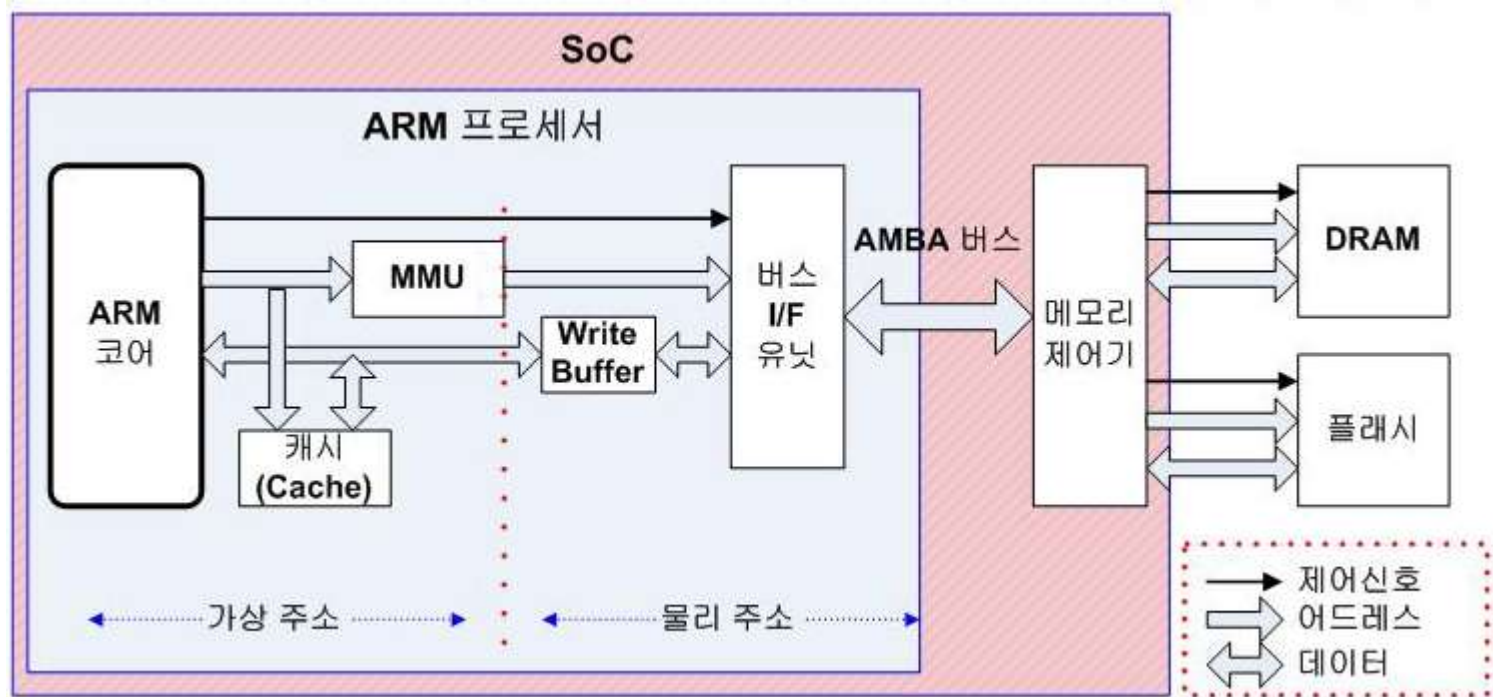 SoC
ARM 프로세서
ARM
코어
MMU
Write
Buffer
캐시
(Cache)
버스
I/F
유닛
AMBA 버스
메모리
제어기
DRAM
플래시
가상 주소
물리 주소
제어신호
어드레스
데이터